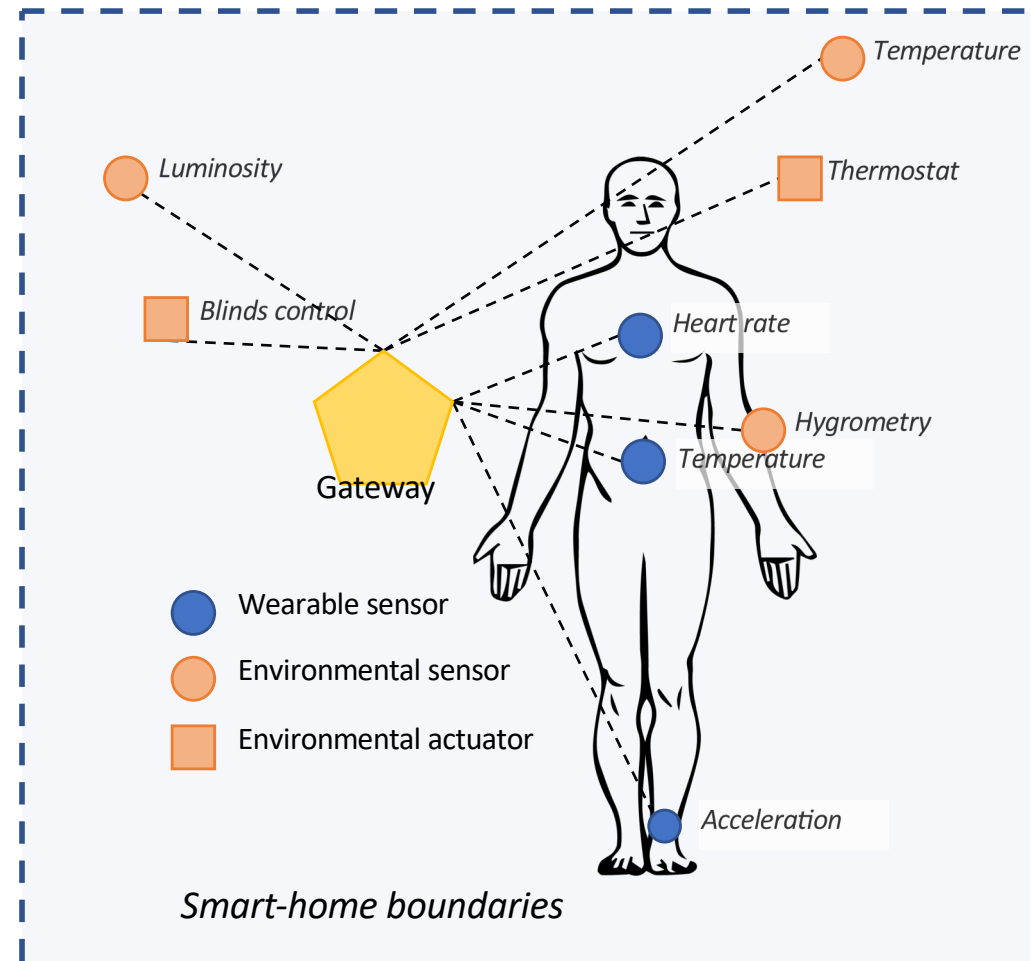 Temperature
Luminosity
Thermostat
Blinds control
Heart rate
Hygrometry
Temperature
Gateway
Wearable sensor
Environmental sensor
Environmental actuator
Acceleration
Smart-home boundaries